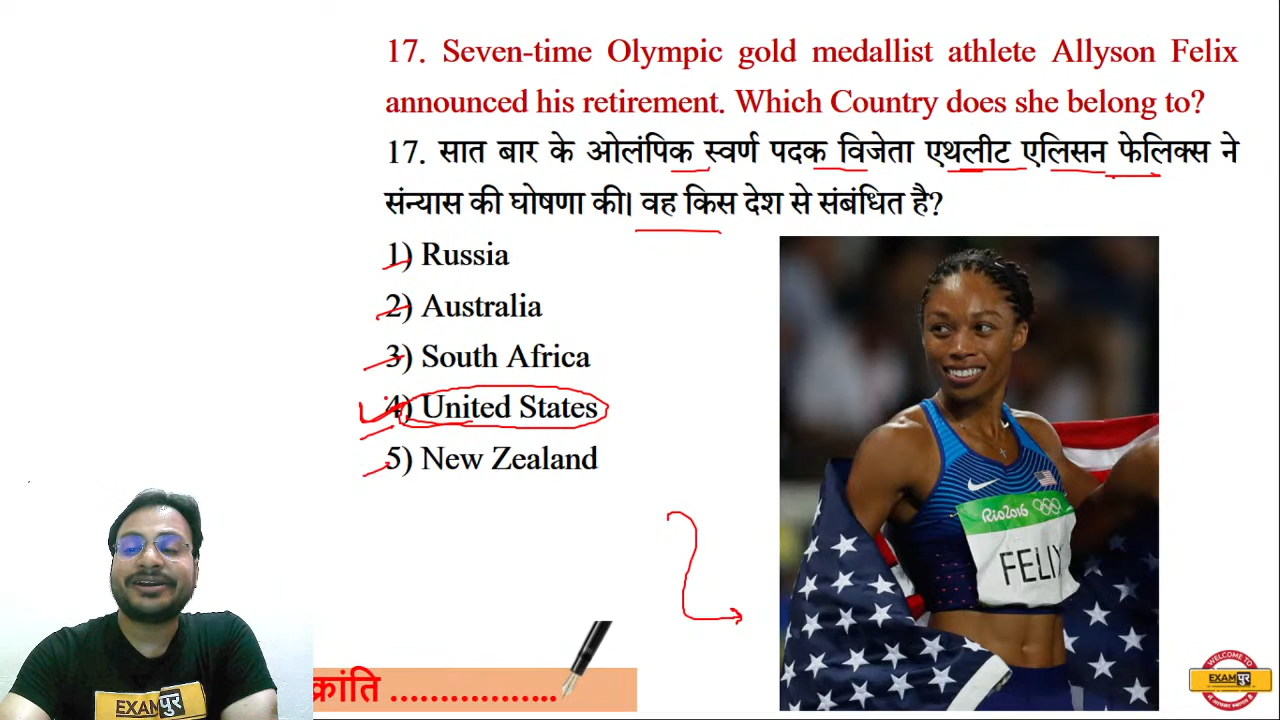 17. Seven-time Olympic gold medallist athlete Allyson Felix
announced his retirement. Which Country does she belong to?
17. सात बार के ओलंपिक स्वर्ण पदक विजेता एथलीट एलिसन फेलिक्स ने
संन्यास की घोषणा की। वह किस देश से संबंधित है?
1) Russia
2) Australia
3) South Africa
4) United States
5) New Zealand
Rio2016
FELIX
EXAMपुर
क्रांति ..................
WELCOME TO
EXAMपुर